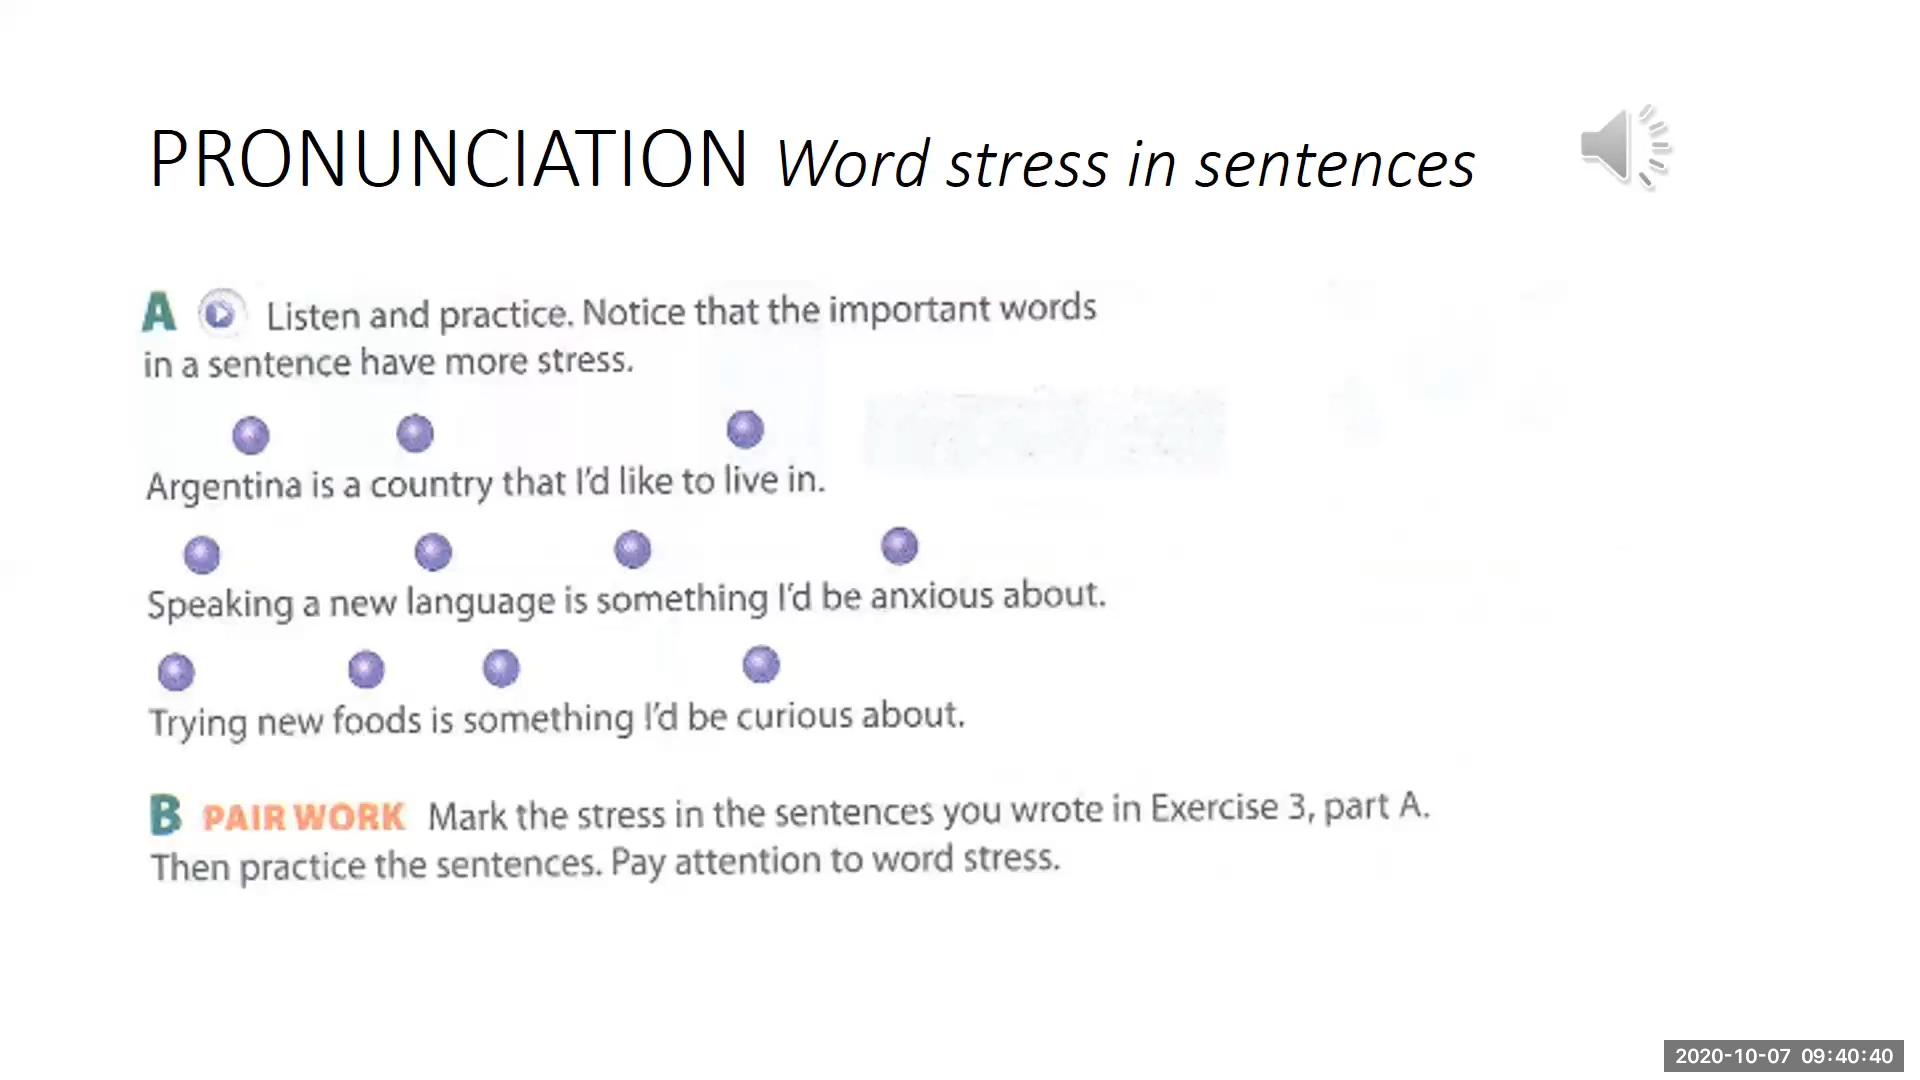 PRONUNCIATION Word stress in sentences
A Listen and practice. Notice that the important words
in a sentence have more stress.
Argentina is a country that I'd like to live in.
Speaking a new language is something I'd be anxious about.
Trying new foods is something I'd be curious about.
B PAIR WORK Mark the stress in the sentences you wrote in Exercise 3, part A.
Then practice the sentences. Pay attention to word stress.
2020-10-07 09:40:40